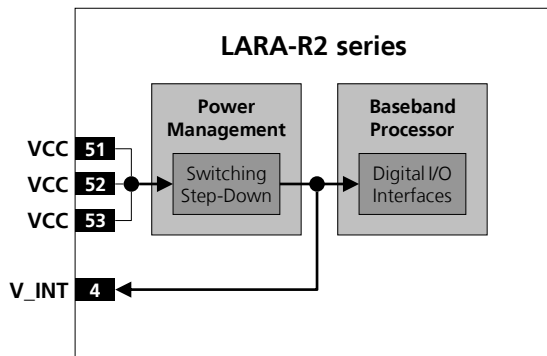 LARA-R2 series
Power
Management
Baseband
Processor
VCC 51
VCC 52
VCC 53
Switching
Step-Down
Digital I/O
Interfaces
V_INT 4